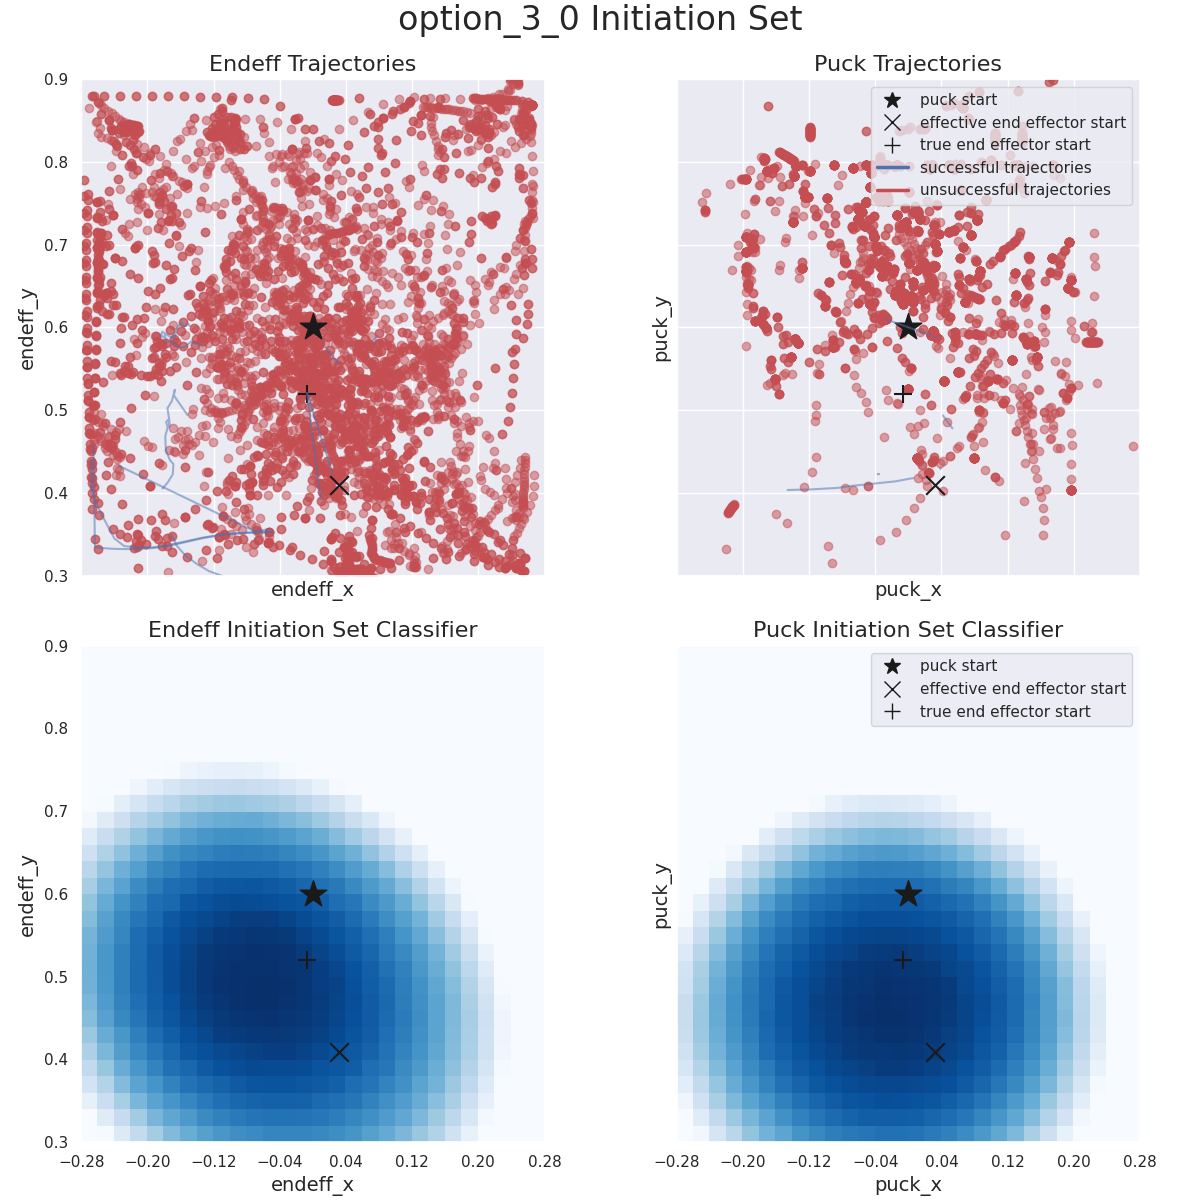 option_3_0 Initiation Set
Endeff Trajectories
endeff_y
0.9
0.8
0.7
0.6
0.5
0.4
0.3
endeff_x
Puck Trajectories
puck start
effective end effector start
true end effector start
successful trajectories
unsuccessful trajectories
puck_y
puck_x
Endeff Initiation Set Classifier
endeff_y
0.9
0.8
0.7
0.6
0.5
0.4
0.3
−0.28 −0.20 −0.12 −0.04 0.04 0.12 0.20 0.28
endeff_x
Puck Initiation Set Classifier
puck start
effective end effector start
true end effector start
puck_y
−0.28 −0.20 −0.12 −0.04 0.04 0.12 0.20 0.28
puck_x